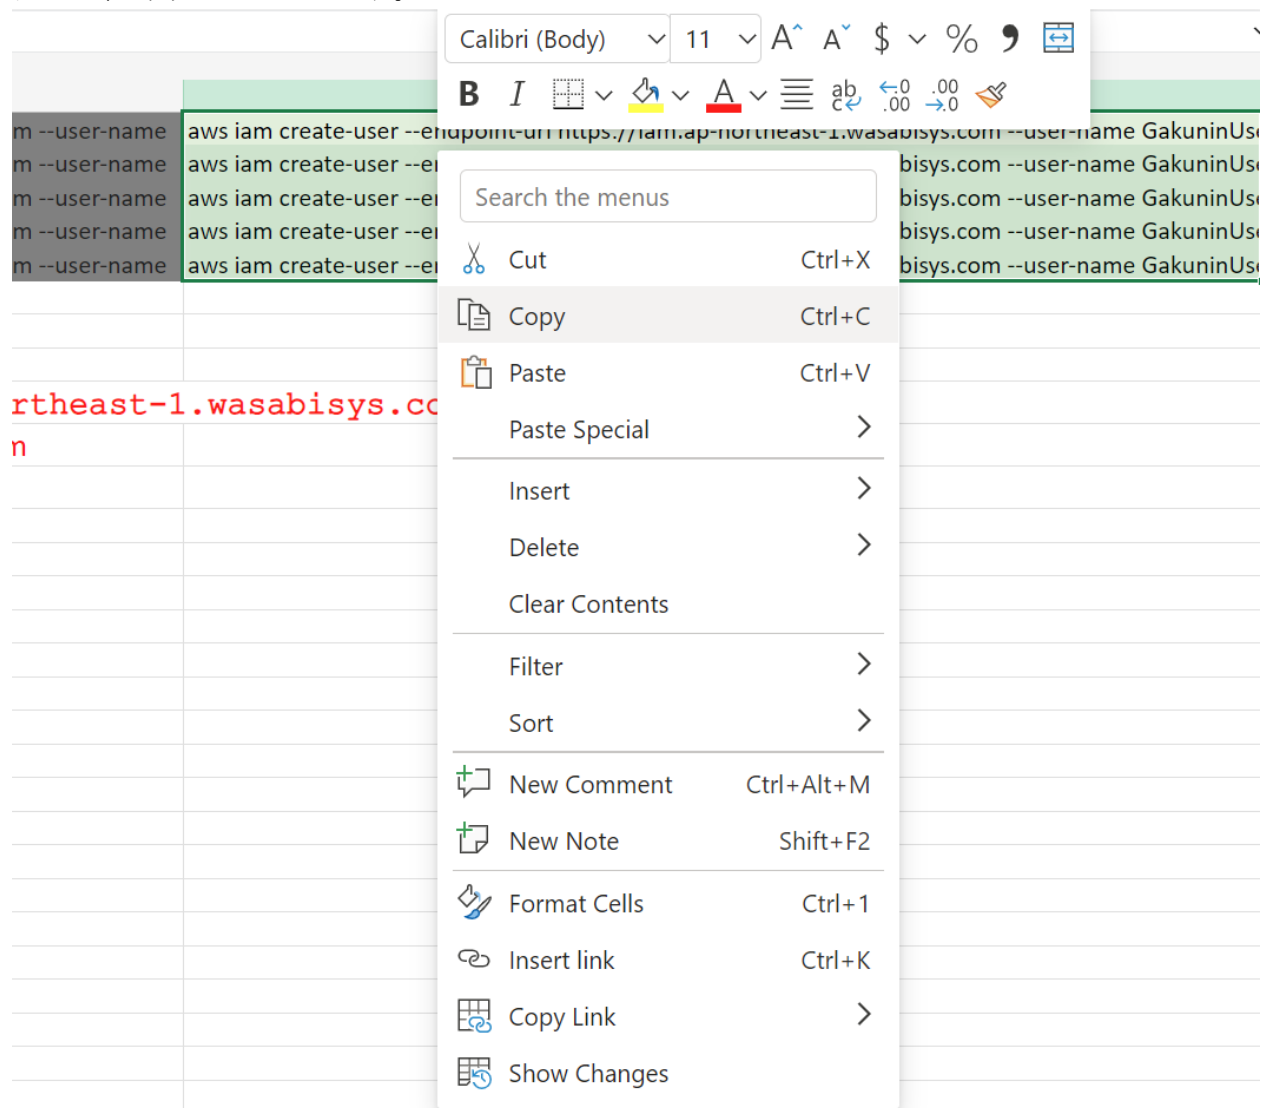 Calibri (Body) 11 A A $ % ,
B I A ab c .0 .00 .00 .0
m --user-name aws iam create-user --endpoint-url https://iam.ap-northeast-1.wasabisys.com --user-name GakuninUs
m --user-name aws iam create-user --e bisys.com --user-name GakuninUs
m --user-name aws iam create-user --e bisys.com --user-name GakuninUs
m --user-name aws iam create-user --e bisys.com --user-name GakuninUs
m --user-name aws iam create-user --e bisys.com --user-name GakuninUs
Search the menus
Cut Ctrl+X
Copy Ctrl+C
Paste Ctrl+V
rtheast-1.wasabisys.co
Paste Special
m
Insert
Delete
Clear Contents
Filter
Sort
New Comment Ctrl+Alt+M
New Note Shift+F2
Format Cells Ctrl+1
Insert link Ctrl+K
Copy Link
Show Changes